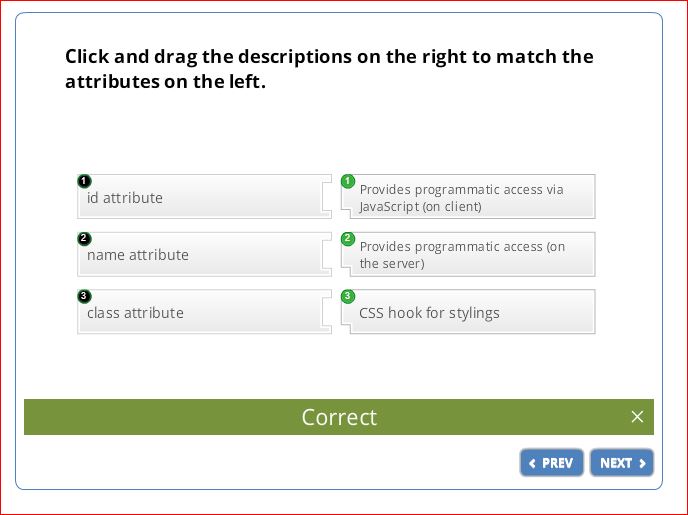 Click and drag the descriptions on the right to match the
attributes on the left.
1
id attribute
1
Provides programmatic access via
JavaScript (on client)
2
name attribute
2
Provides programmatic access (on
the server)
3
class attribute
3
CSS hook for stylings
Correct
×
‹ PREV
NEXT ›